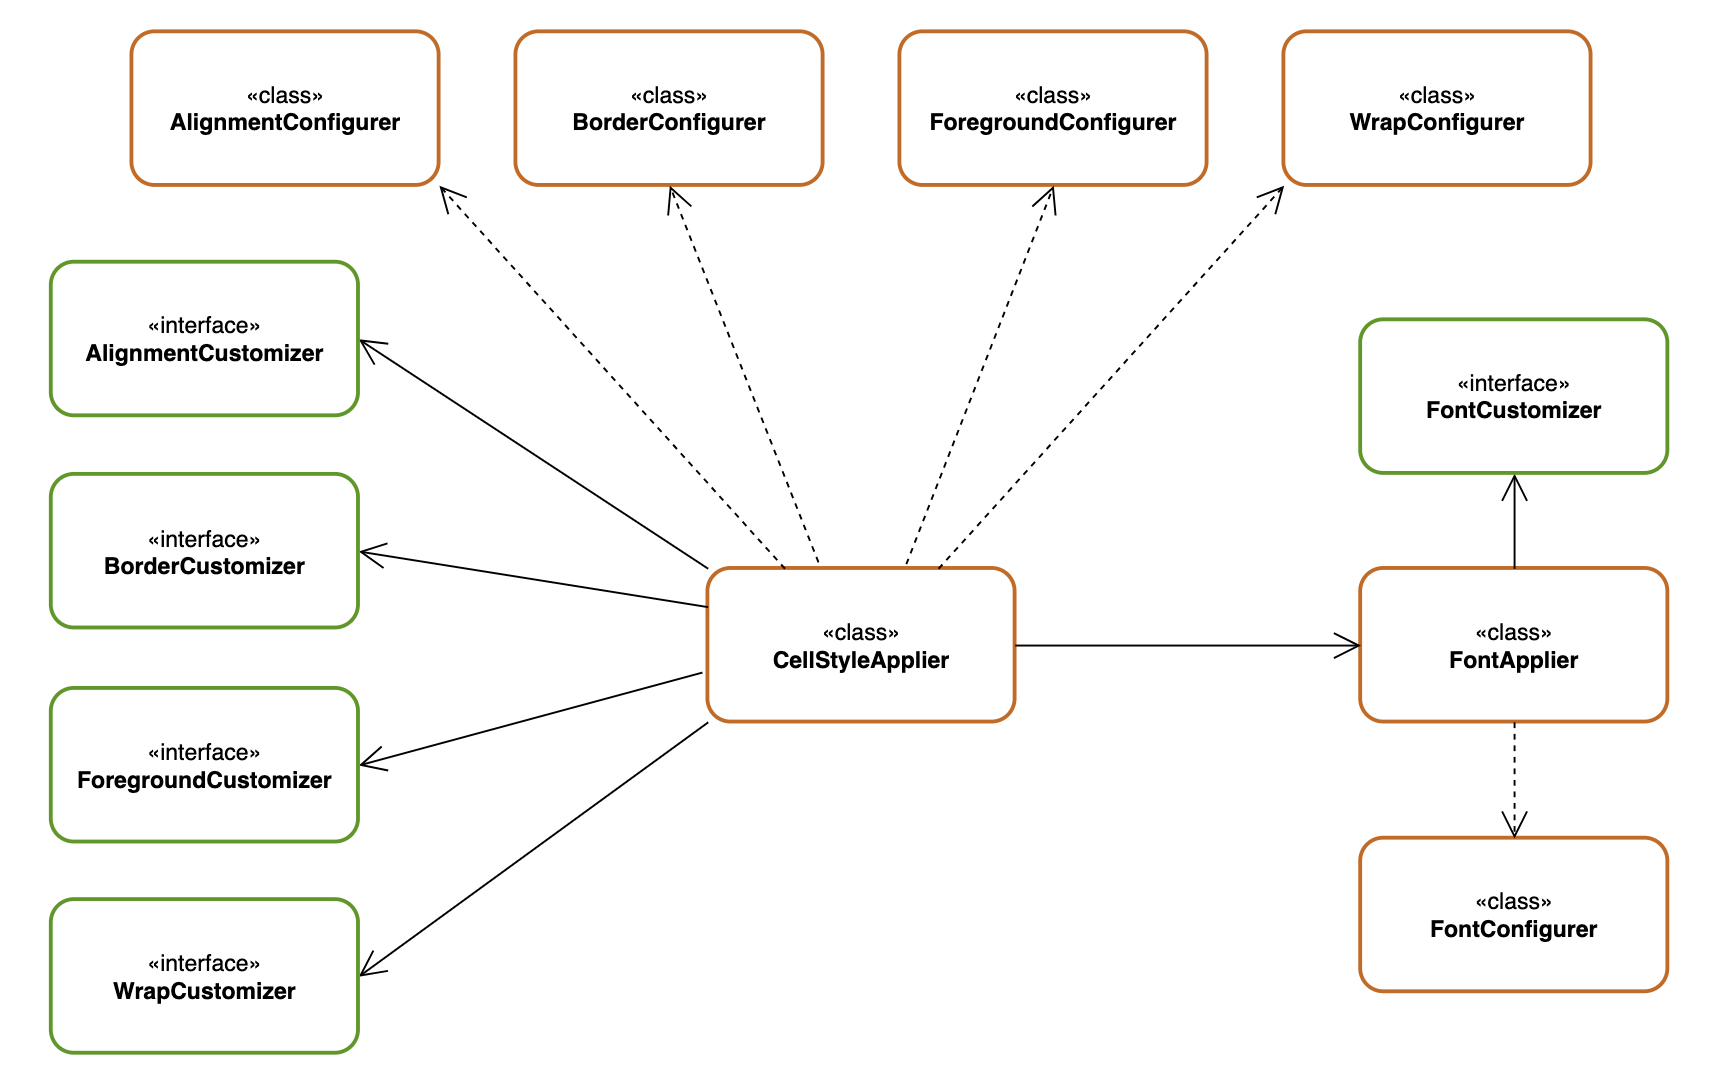 «class»
AlignmentConfigurer
«class»
BorderConfigurer
«class»
ForegroundConfigurer
«class»
WrapConfigurer
«interface»
AlignmentCustomizer
«interface»
FontCustomizer
«interface»
BorderCustomizer
«class»
CellStyleApplier
«class»
FontApplier
«interface»
ForegroundCustomizer
«class»
FontConfigurer
«interface»
WrapCustomizer